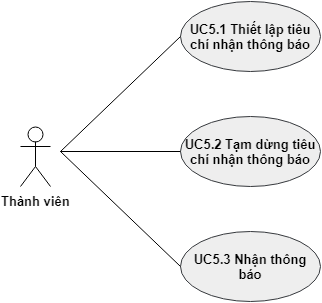 UC5.1 Thiết lập tiêu
chí nhận thông báo
UC5.2 Tạm dừng tiêu
chí nhận thông báo
Thành viên
UC5.3 Nhận thông
báo